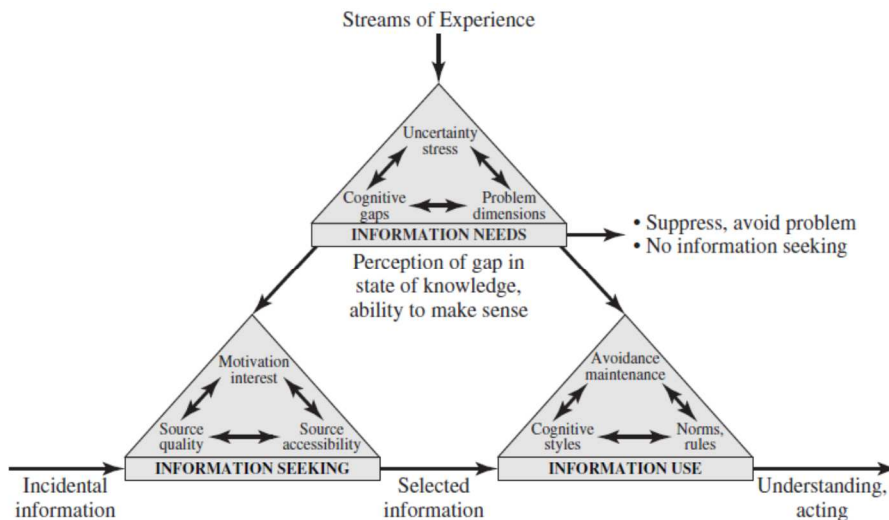 Streams of Experience
Uncertainty
stress
Cognitive
gaps
Problem
dimensions
INFORMATION NEEDS
• Suppress, avoid problem
• No information seeking
Perception of gap in
state of knowledge,
ability to make sense
Motivation
interest
Source
quality
Source
accessibility
INFORMATION SEEKING
Avoidance
maintenance
Cognitive
styles
Norms,
rules
INFORMATION USE
Incidental
information
Selected
information
Understanding,
acting